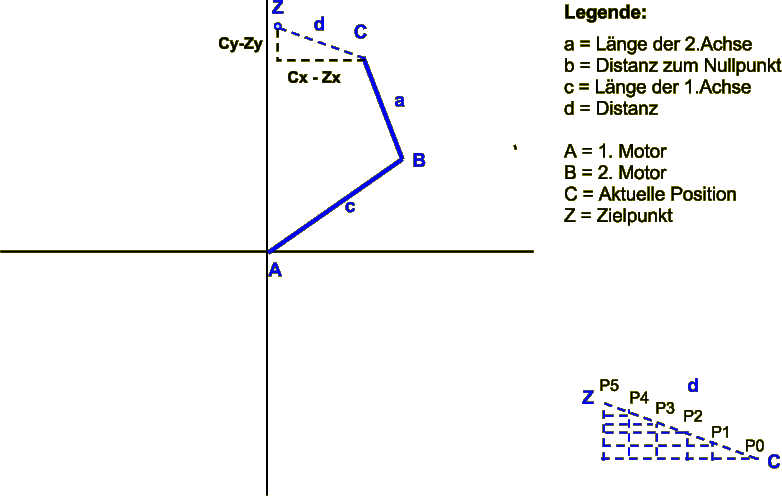 Z
d
C
Cy-Zy
Cx - Zx
a
B
c
A
Legende:
a = Länge der 2.Achse
b = Distanz zum Nullpunkt
c = Länge der 1.Achse
d = Distanz
A = 1. Motor
B = 2. Motor
C = Aktuelle Position
Z = Zielpunkt
P5
d
Z
P4
P3
P2
P1
P0
C